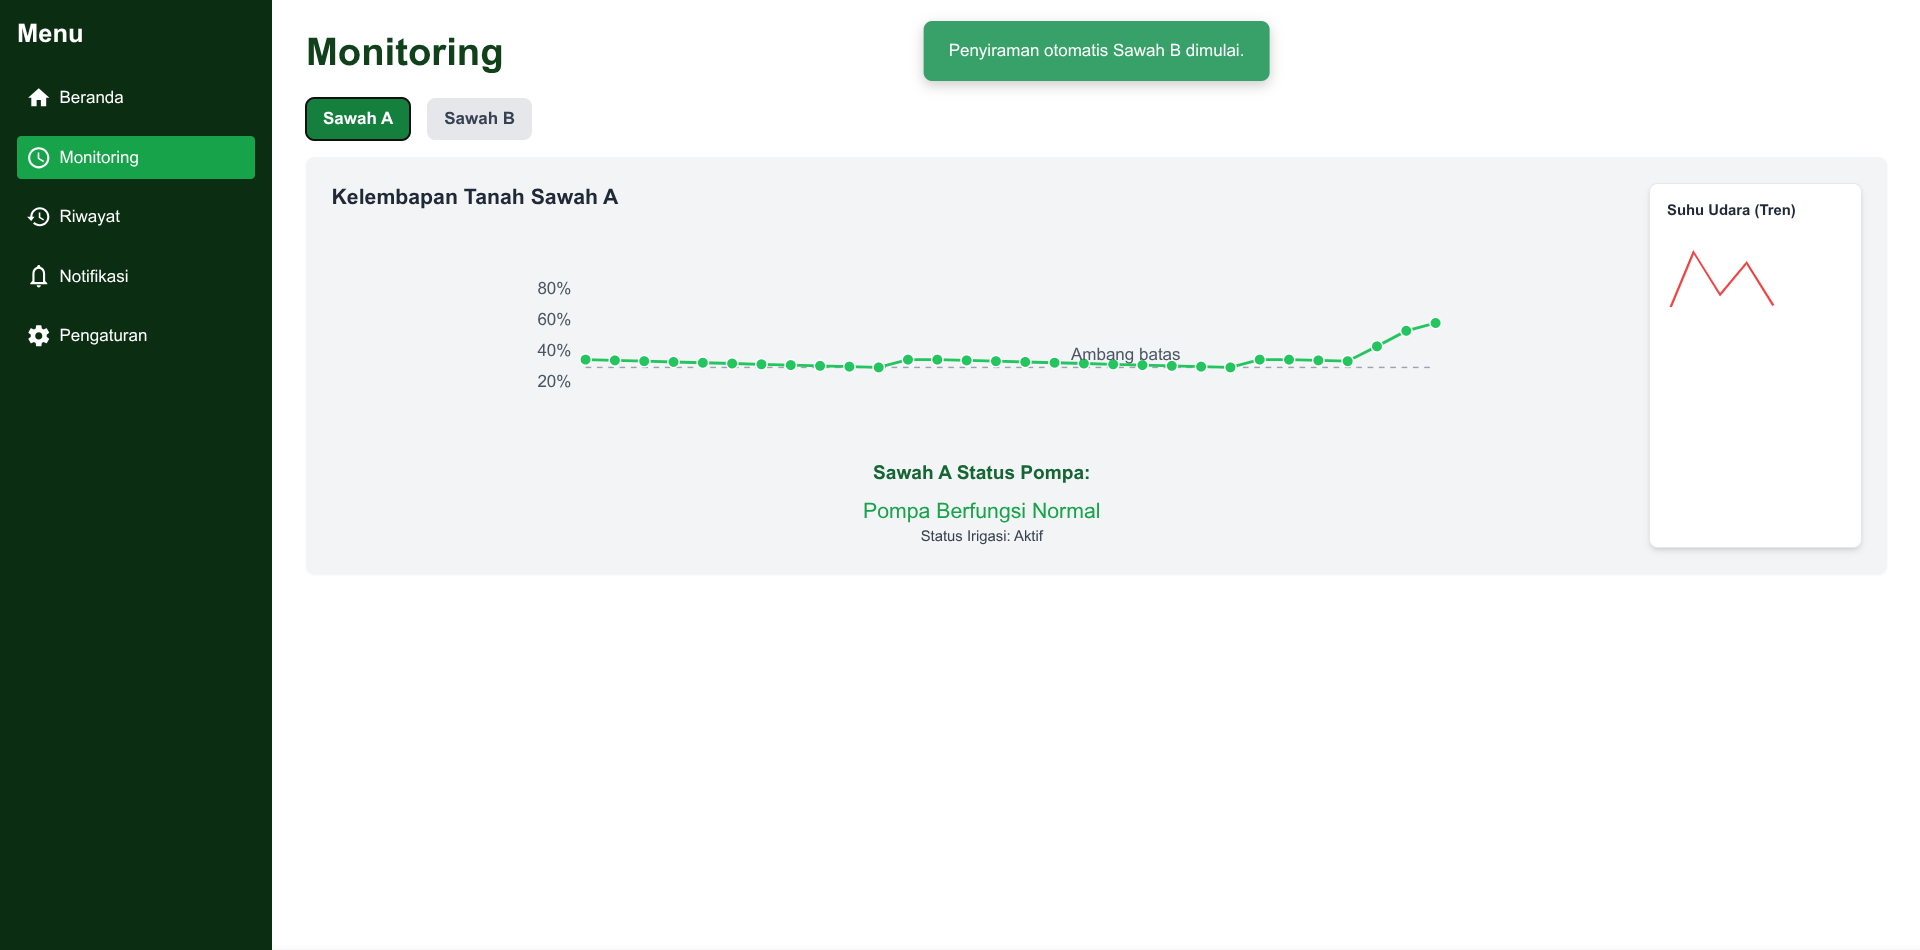 Menu
Beranda
Monitoring
Riwayat
Notifikasi
Pengaturan
Monitoring
Penyiraman otomatis Sawah B dimulai.
Sawah A
Sawah B
Kelembapan Tanah Sawah A
80%
60%
40%
20%
Ambang batas
Sawah A Status Pompa:
Pompa Berfungsi Normal
Status Irigasi: Aktif
Suhu Udara (Tren)